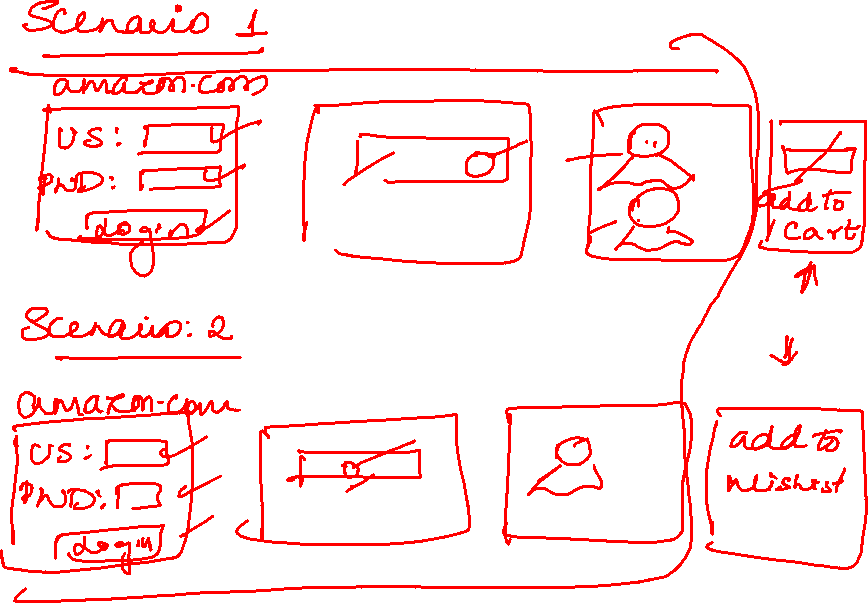 Scenario 1
amazon.com
US:
PWD:
Login
add to
Cart
Scenario: 2
amazon.com
US:
PWD:
Login
add to
Wishlist